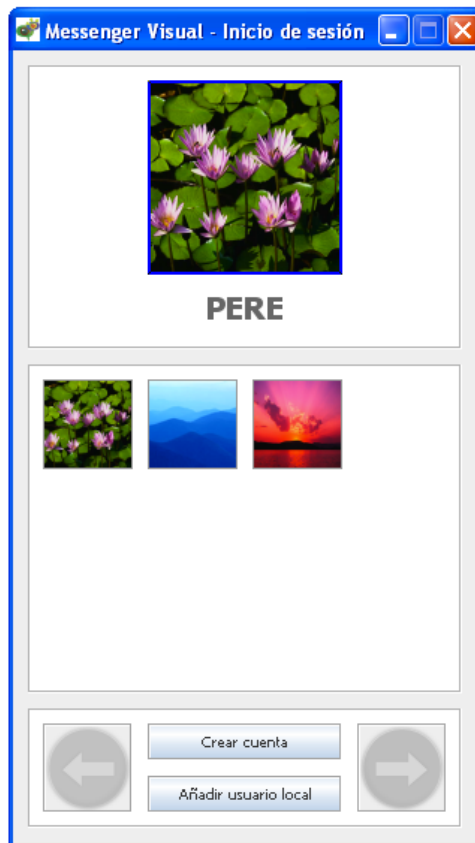 Messenger Visual - Inicio de sesión
PERE
Crear cuenta
Añadir usuario local